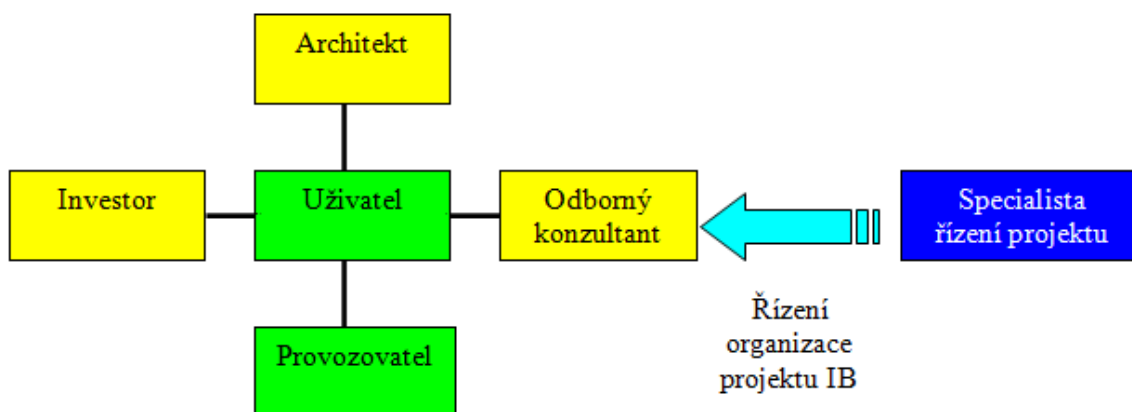 Architekt
Investor
Uživatel
Odborný
konzultant
Specialista
řízení projektu
Řízení
organizace
projektu IB
Provozovatel